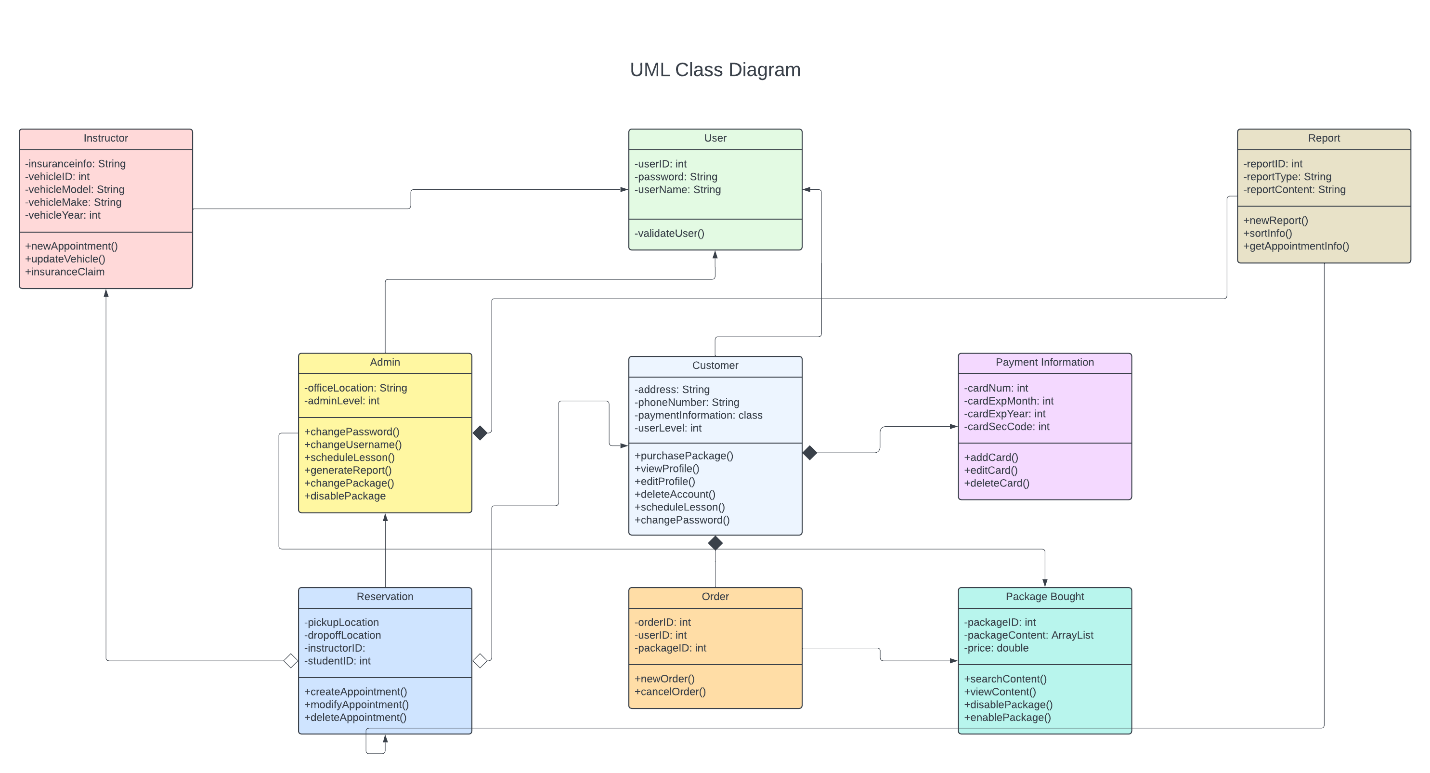 UML Class Diagram
Instructor
-insuranceinfo: String
-vehicleID: int
-vehicleModel: String
-vehicleMake: String
-vehicleYear: int
+newAppointment()
+updateVehicle()
+insuranceClaim
User
-userID: int
-password: String
-userName: String
-validateUser()
Report
-reportID: int
-reportType: String
-reportContent: String
+newReport()
+sortInfo()
+getAppointmentInfo()
Admin
-officeLocation: String
-adminLevel: int
+changePassword()
+changeUsername()
+scheduleLesson()
+generateReport()
+changePackage()
+disablePackage
Customer
-address: String
-phoneNumber: String
-paymentInformation: class
-userLevel: int
+purchasePackage()
+viewProfile()
+editProfile()
+deleteAccount()
+scheduleLesson()
+changePassword()
Payment Information
-cardNum: int
-cardExpMonth: int
-cardExpYear: int
-cardSecCode: int
+addCard()
+editCard()
+deleteCard()
Reservation
-pickupLocation
-dropoffLocation
-instructorID:
-studentID: int
+createAppointment()
+modifyAppointment()
+deleteAppointment()
Order
-orderID: int
-userID: int
-packageID: int
+newOrder()
+cancelOrder()
Package Bought
-packageID: int
-packageContent: ArrayList
-price: double
+searchContent()
+viewContent()
+disablePackage()
+enablePackage()